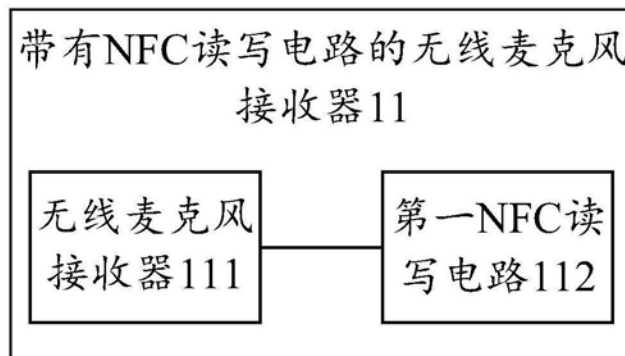 带有NFC读写电路的无线麦克风
接收器11
无线麦克风
接收器111
第一NFC读
写电路112